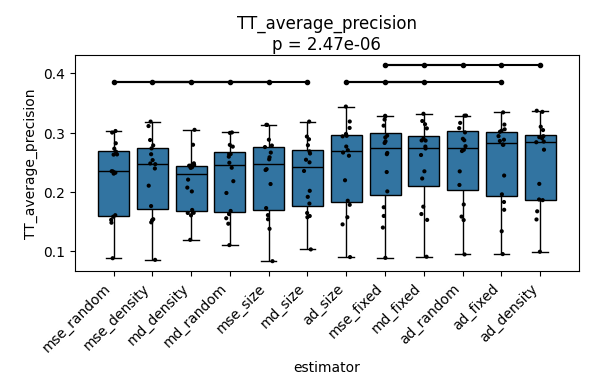 TT_average_precision
p = 2.47e-06
TT_average_precision
0.4
0.3
0.2
0.1
mse_random
mse_density
md_density
md_random
mse_size
md_size
ad_size
mse_fixed
md_fixed
ad_random
ad_fixed
ad_density
estimator